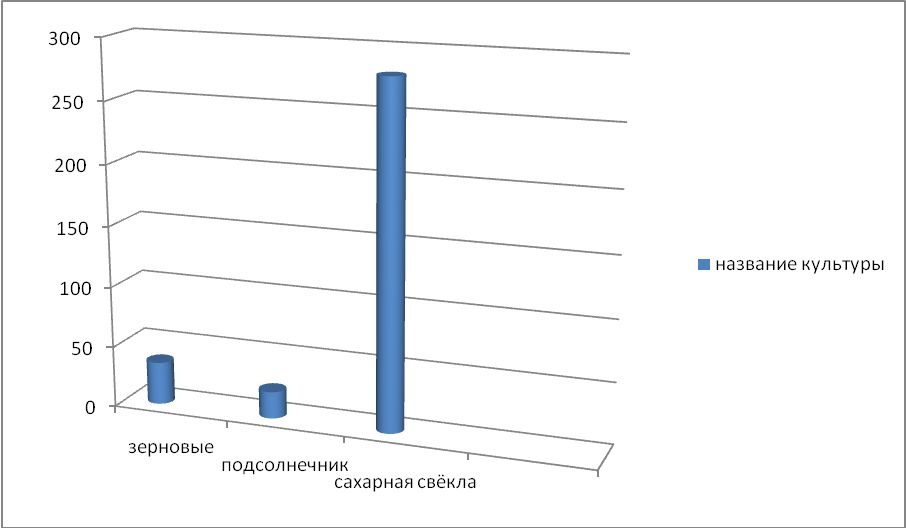 300
250
200
150
100
50
0
зерновые
подсолнечник
сахарная свёкла
название культуры